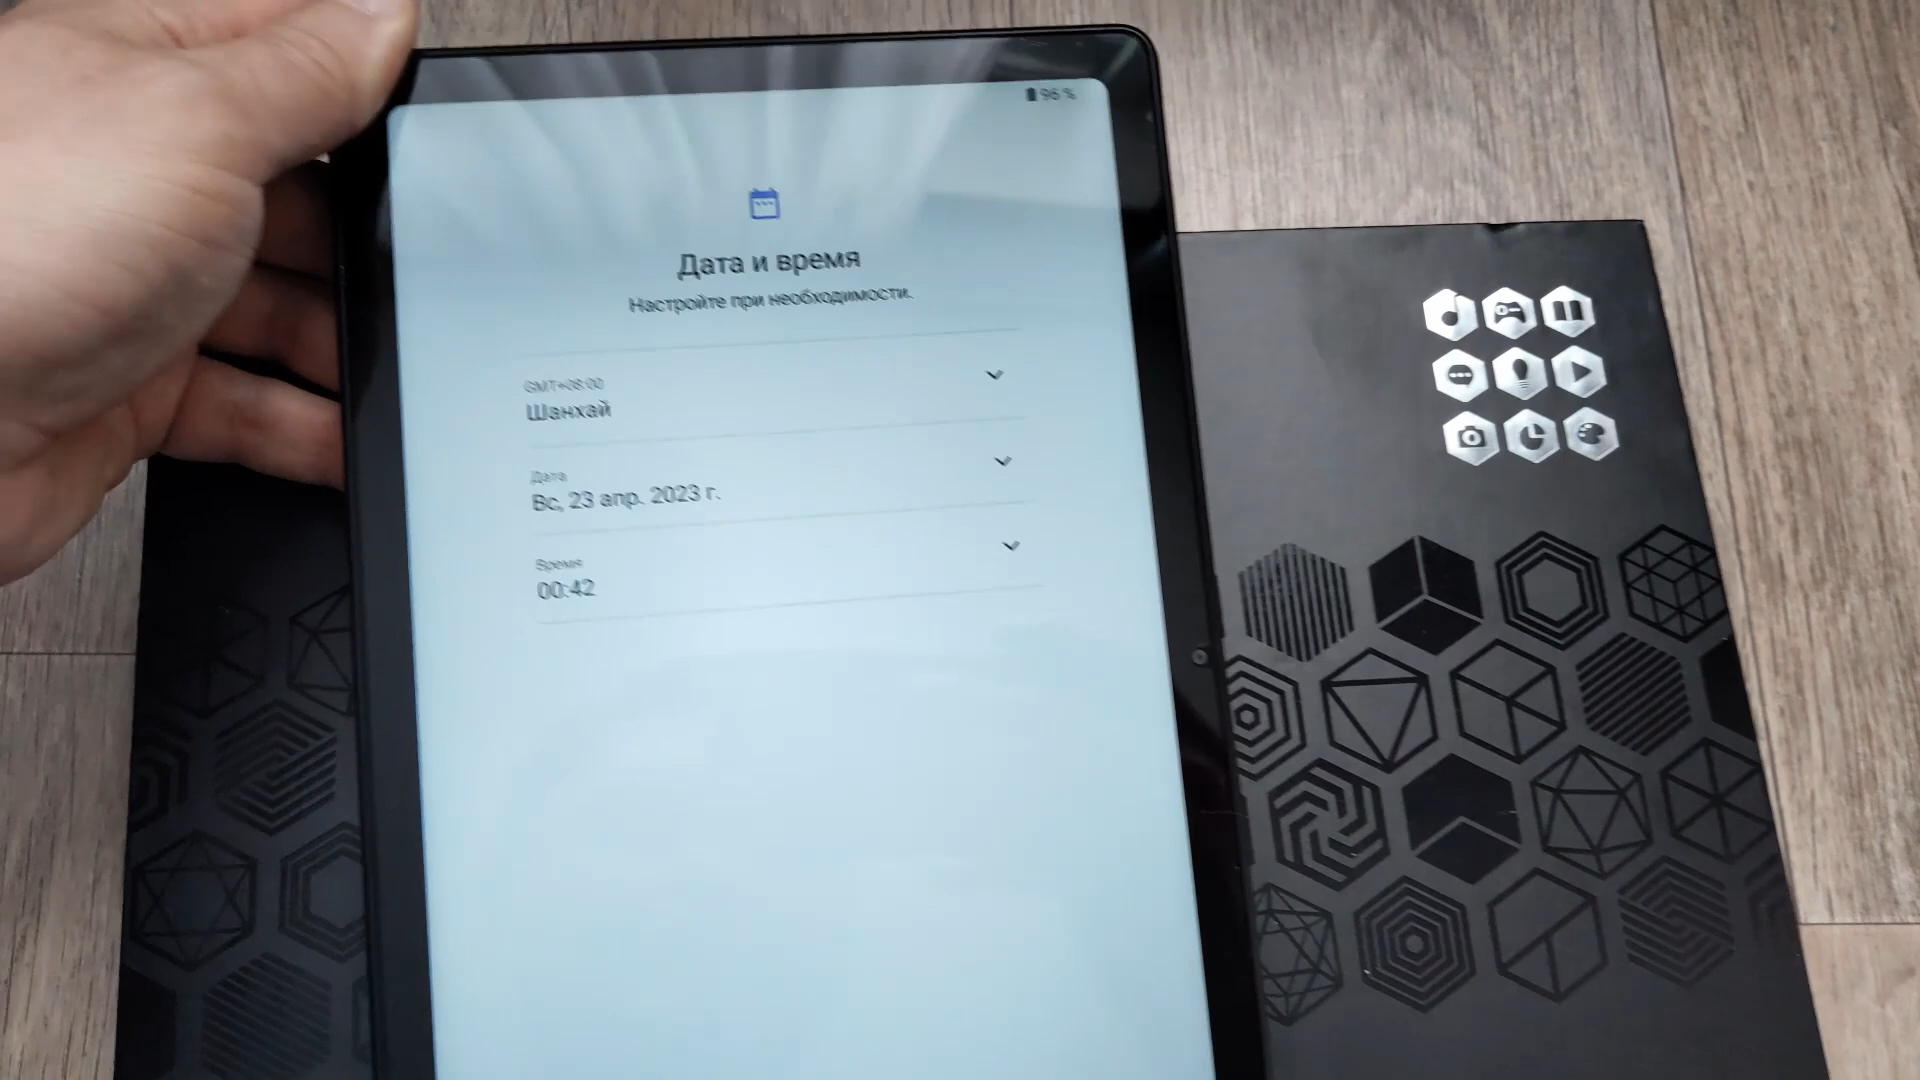 96 %
Дата и время
Настройте при необходимости.
GMT+08:00
Шанхай
Дата
Вс, 23 апр. 2023 г.
Время
00:42